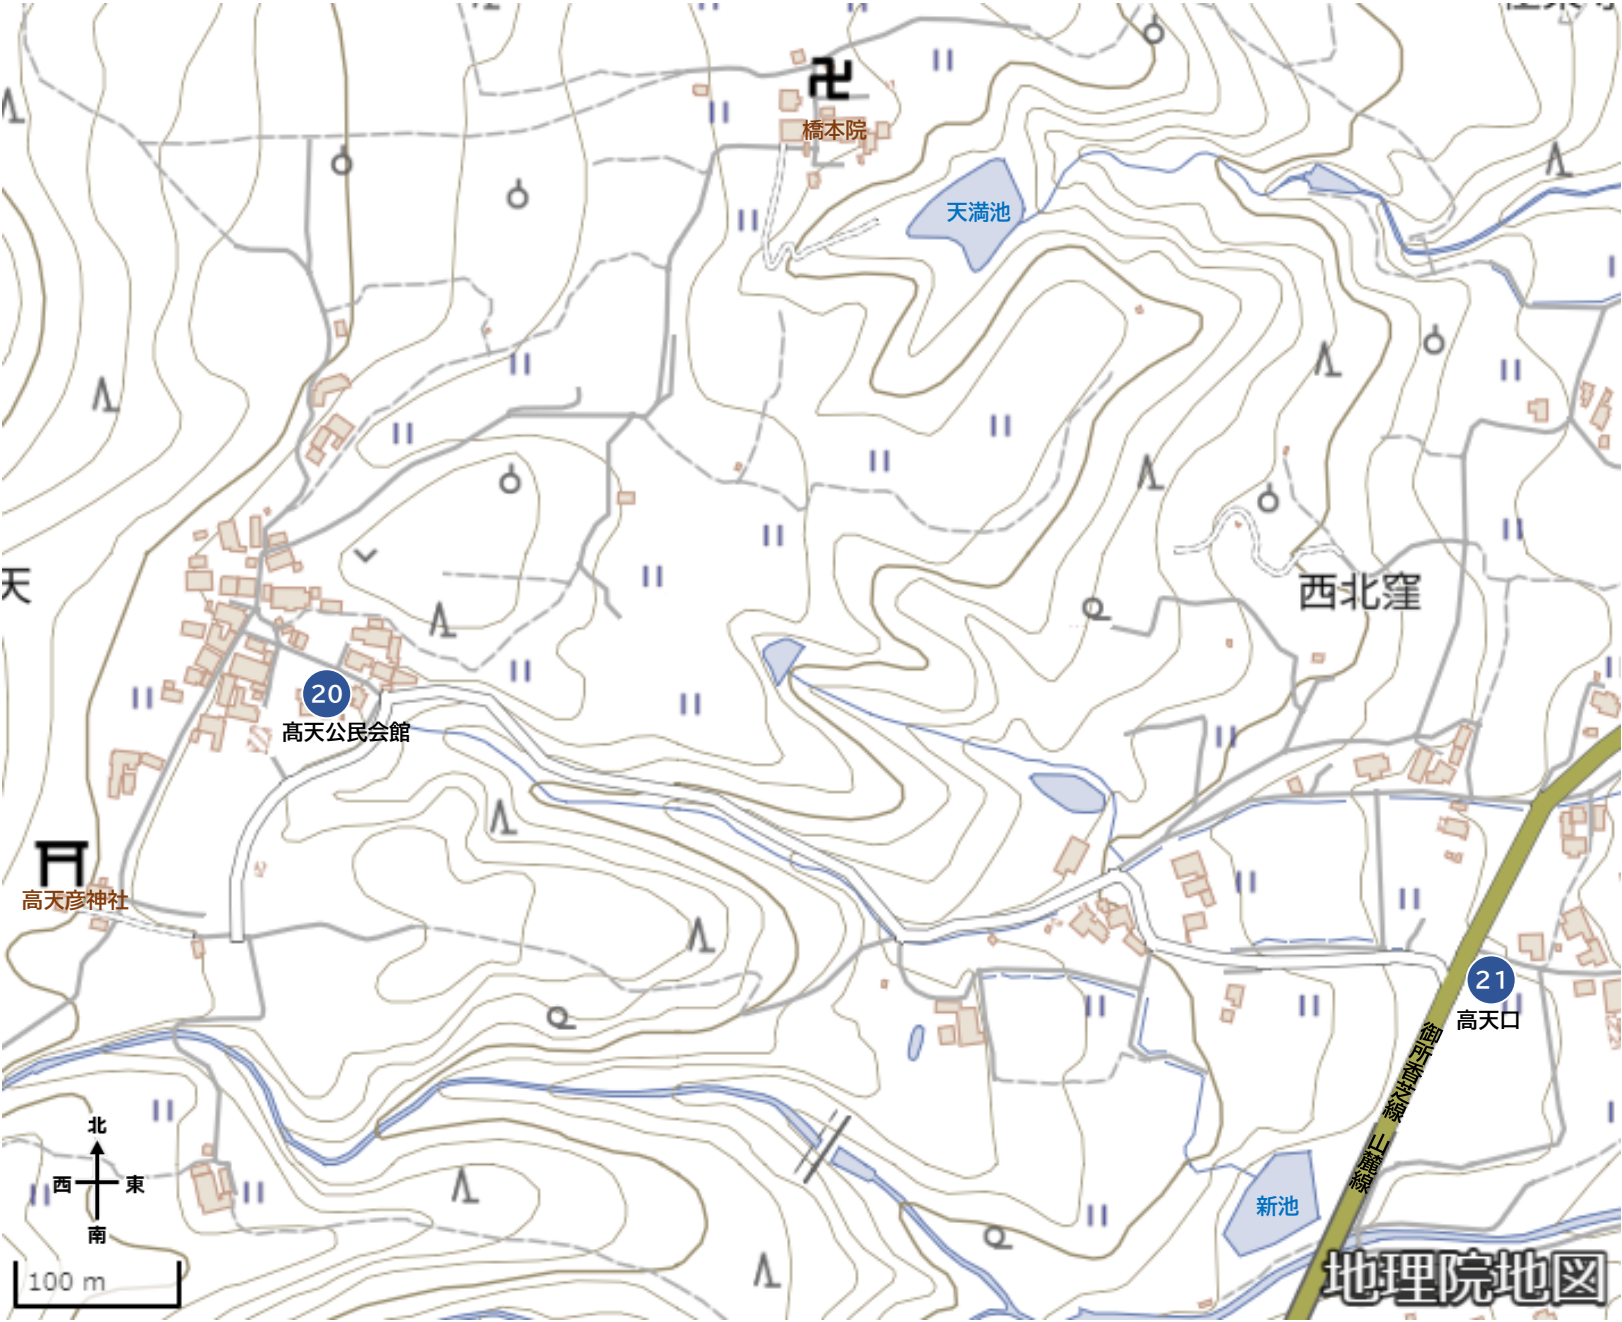 橋本院
天満池
天
西北窪
20
髙天公民会館
高天彦神社
21
高天口
御所香芝線 山麓線
北
西 東
南
新池
100 m
地理院地図